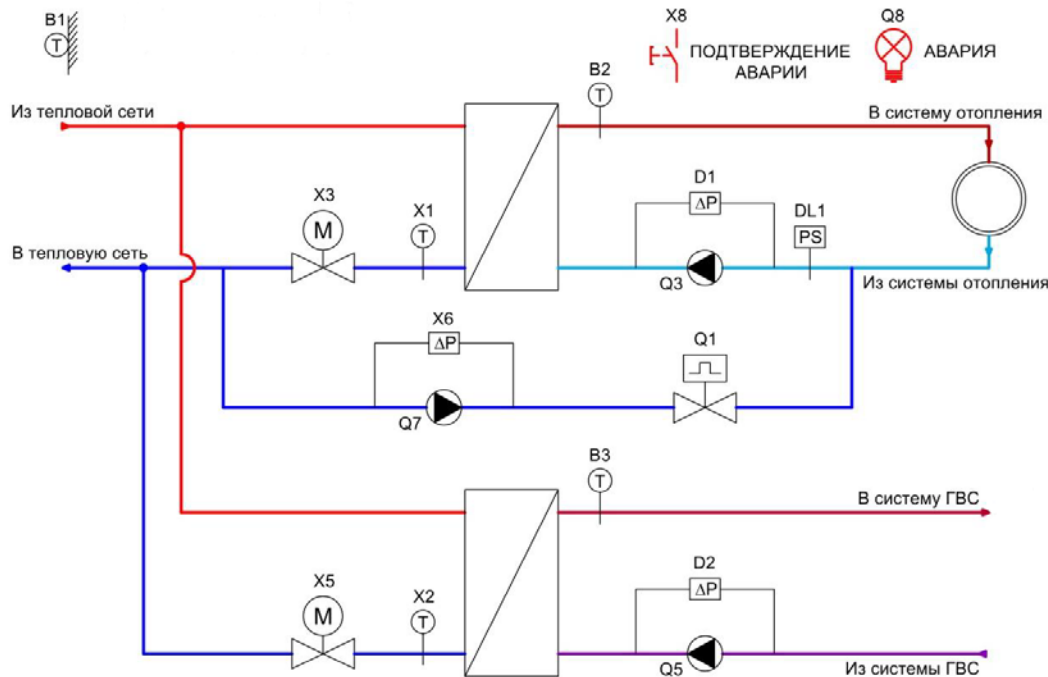 B1
T
X8
ПОДТВЕРЖДЕНИЕ
АВАРИИ
Q8
АВАРИЯ
B2
T
Из тепловой сети
В систему отопления
X3
M
X1
T
D1
ΔP
DL1
PS
В тепловую сеть
Q3
Из системы отопления
X6
ΔP
Q1
Q7
B3
T
В систему ГВС
X5
M
X2
T
D2
ΔP
Q5
Из системы ГВС